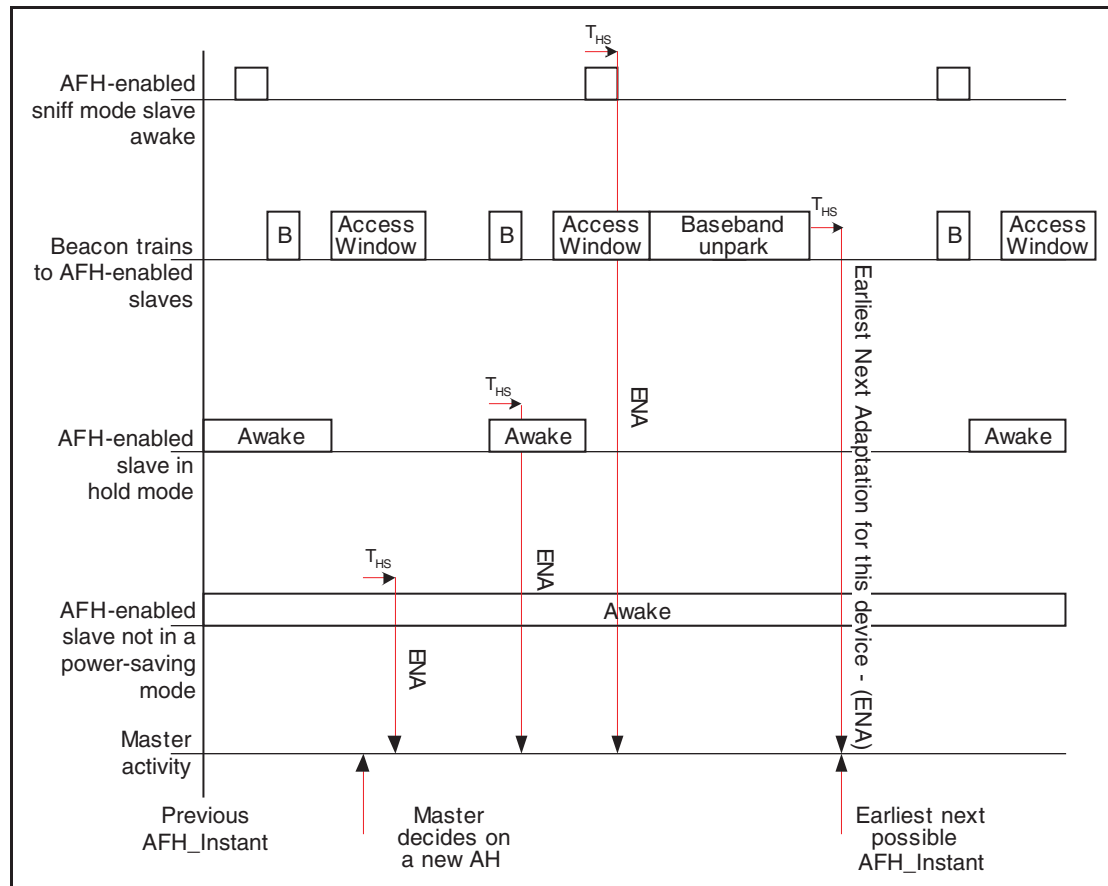 T_HS
AFH-enabled
sniff mode slave
awake
T_HS
B
Access
Window
B
Access
Window
Baseband
unpark
B
Access
Window
Beacon trains
to AFH-enabled
slaves
ENA
Earliest Next Adaptation for this device - (ENA)
T_HS
Awake
Awake
Awake
AFH-enabled
slave in
hold mode
ENA
T_HS
Awake
AFH-enabled
slave not in a
power-saving
mode
ENA
Master
activity
Previous
AFH_Instant
Master
decides on
a new AH
Earliest next
possible
AFH_Instant